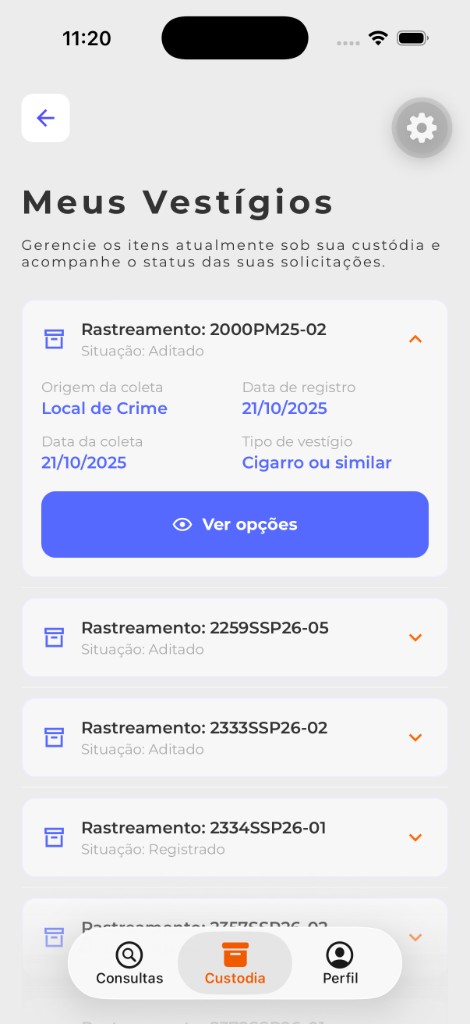 11:20
Meus Vestígios
Gerencie os itens atualmente sob sua custódia e
acompanhe o status das suas solicitações.
Rastreamento: 2000PM25-02
Situação: Aditado
Origem da coleta
Local de Crime
Data de registro
21/10/2025
Data da coleta
21/10/2025
Tipo de vestígio
Cigarro ou similar
Ver opções
Rastreamento: 2259SSP26-05
Situação: Aditado
Rastreamento: 2333SSP26-02
Situação: Aditado
Rastreamento: 2334SSP26-01
Situação: Registrado
Rastreamento: 2357SSP26-02
Consultas
Custodia
Perfil